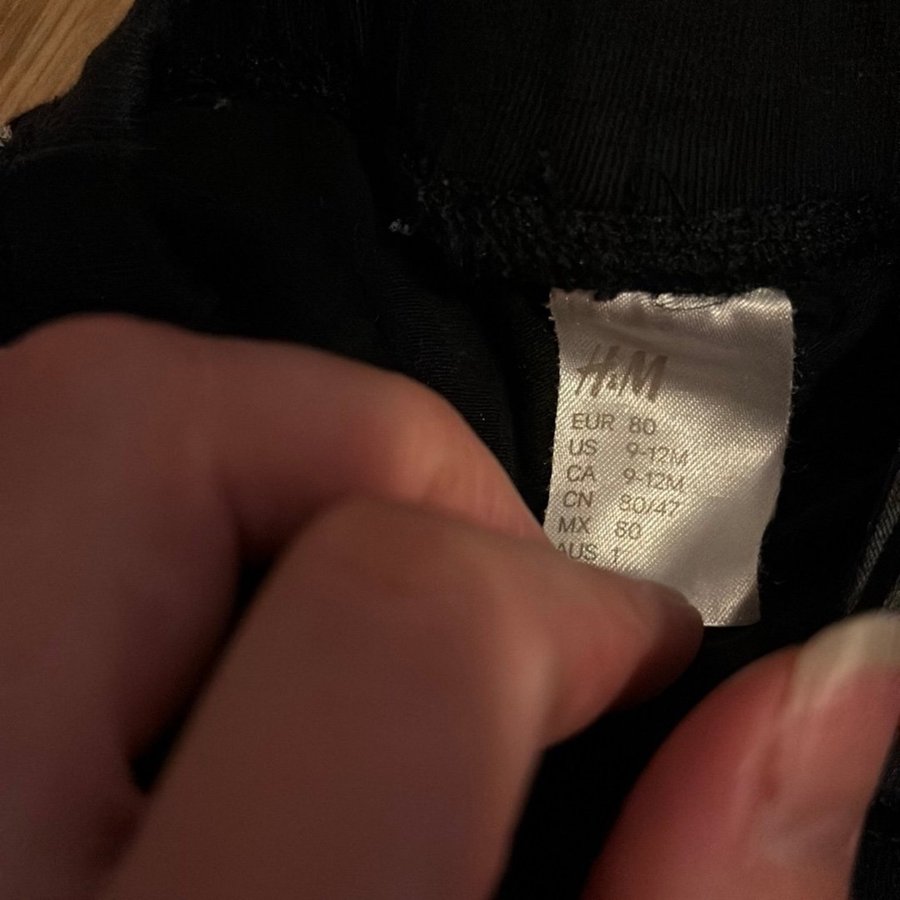 H&M
EUR 80
US 9-12M
CA 9-12M
CN 80/47
MX 80
AUS 1